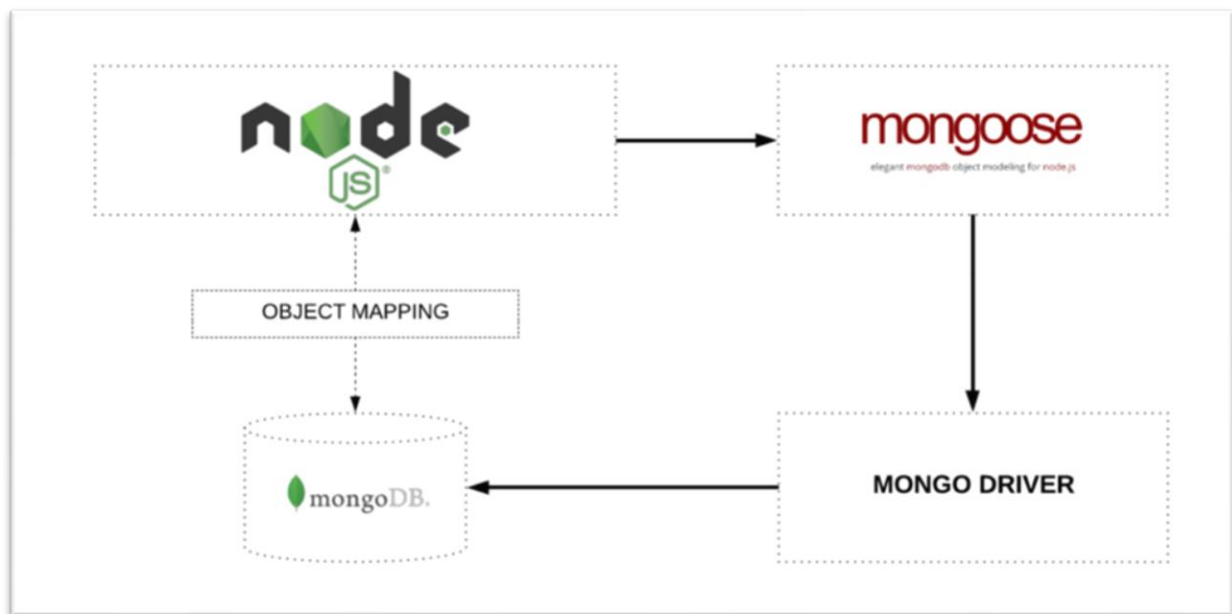 node
JS®
mongoose
elegant mongodb object modeling for node.js
OBJECT MAPPING
mongoDB.
MONGO DRIVER